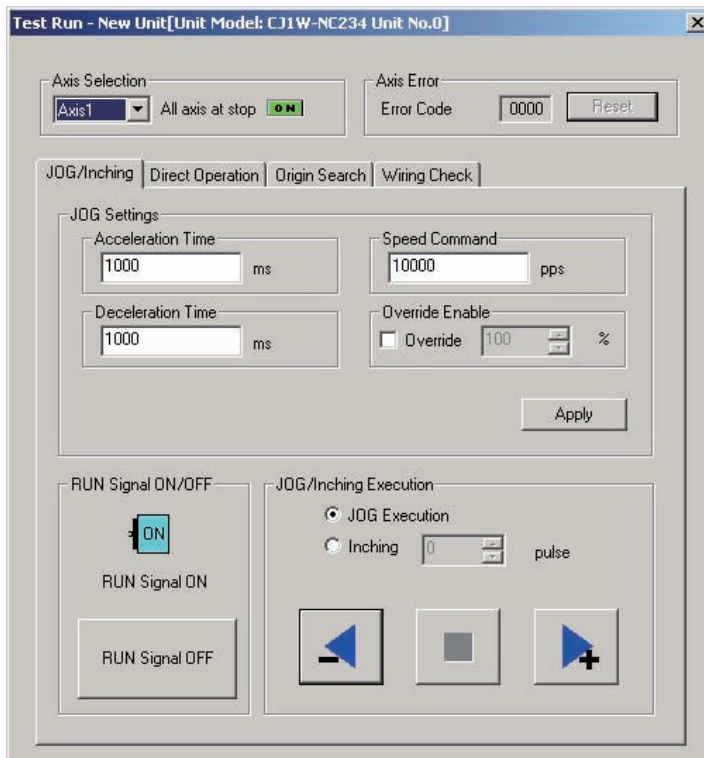 Test Run - New Unit[Unit Model: CJ1W-NC234 Unit No.0]
Axis Selection
Axis1
All axis at stop ON
Axis Error
Error Code 0000 Reset
JOG/Inching Direct Operation Origin Search Wiring Check
JOG Settings
Acceleration Time
1000 ms
Speed Command
10000 pps
Deceleration Time
1000 ms
Override Enable
Override 100 %
Apply
RUN Signal ON/OFF
ON
RUN Signal ON
RUN Signal OFF
JOG/Inching Execution
JOG Execution
Inching 0 pulse